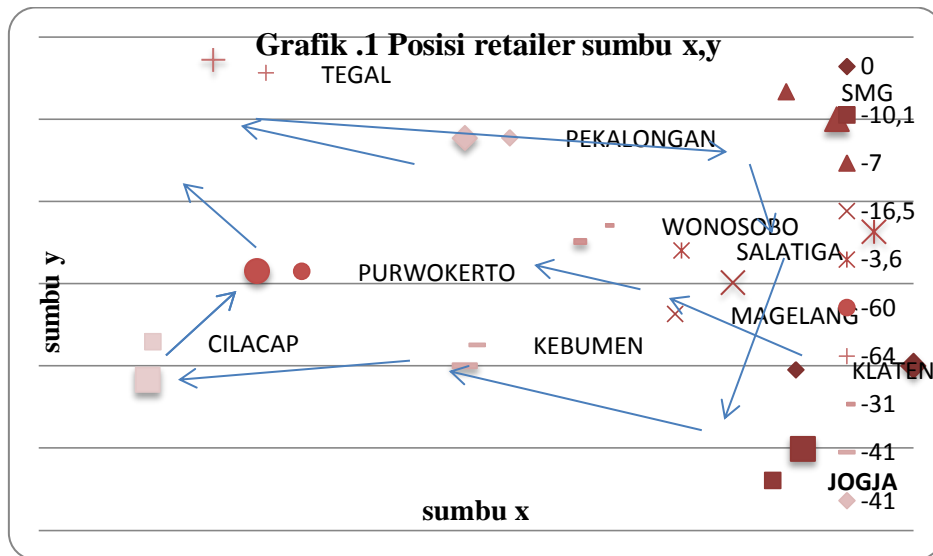 Grafik .1 Posisi retailer sumbu x,y
TEGAL
SMG
PEKALONGAN
WONOSOBO
SALATIGA
PURWOKERTO
MAGELANG
CILACAP
KEBUMEN
KLATEN
JOGJA
sumbu y
sumbu x
0
-10,1
-7
-16,5
-3,6
-60
-64
-31
-41
-41